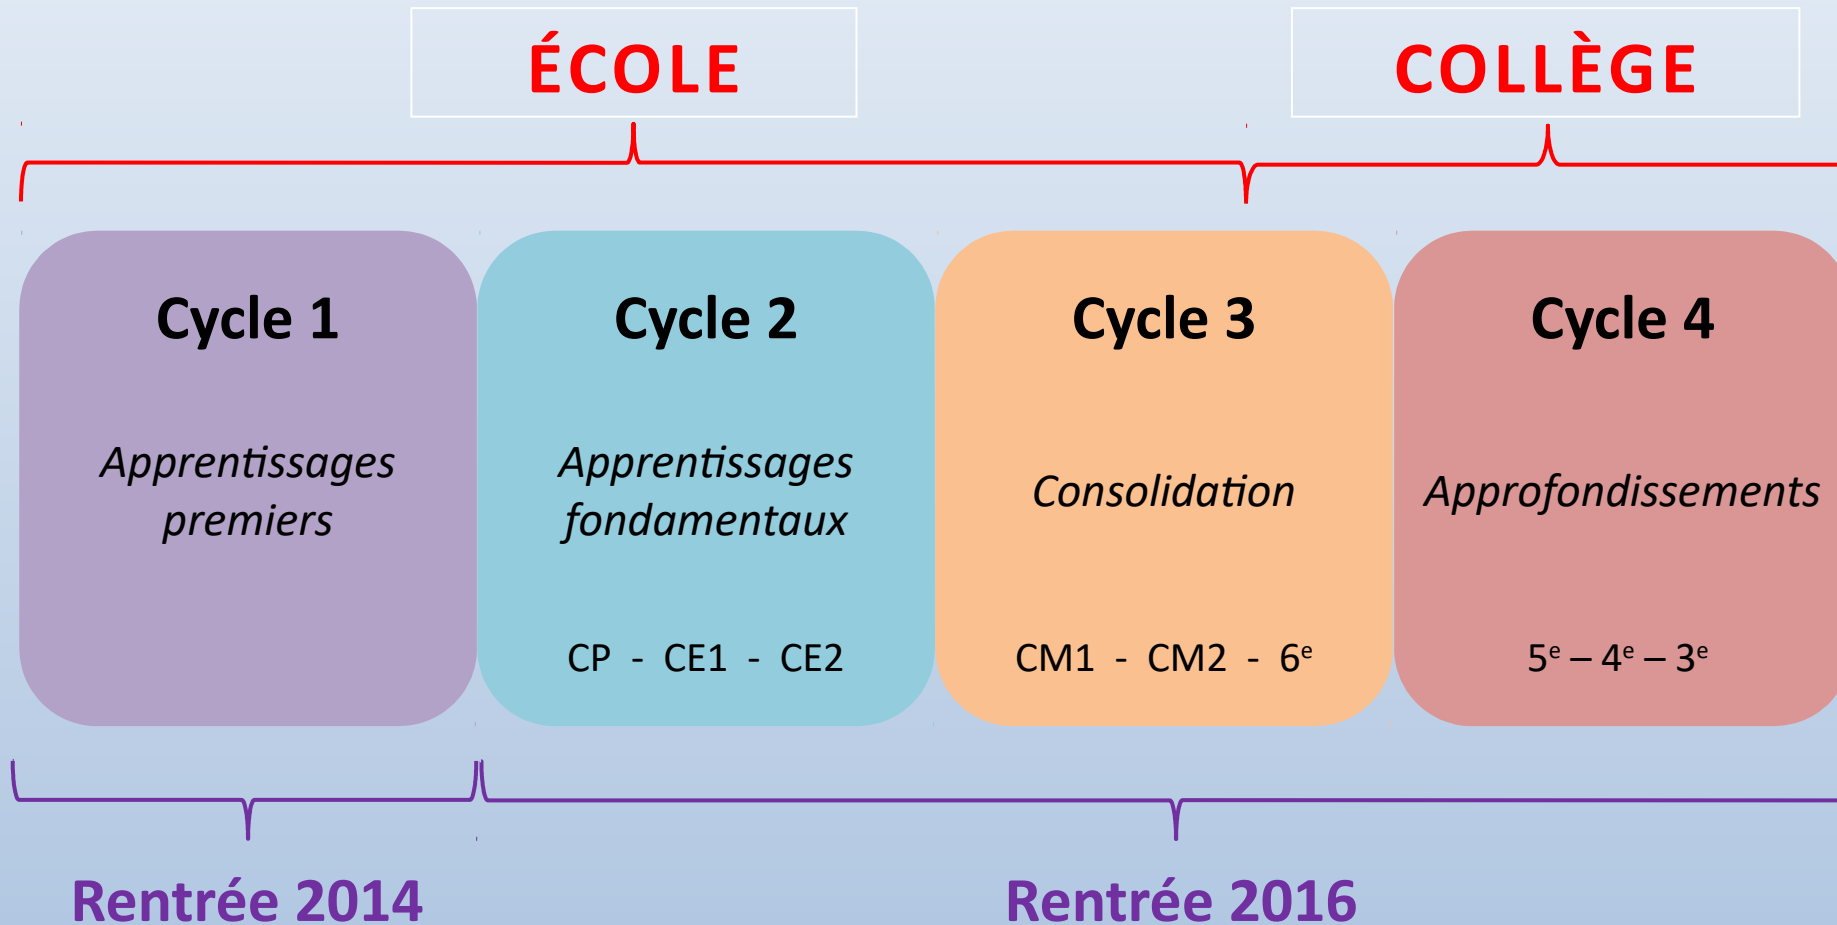 ÉCOLE
COLLÈGE
Cycle 1
Apprentissages
premiers
Cycle 2
Apprentissages
fondamentaux
CP - CE1 - CE2
Cycle 3
Consolidation
CM1 - CM2 - 6ᵉ
Cycle 4
Approfondissements
5ᵉ – 4ᵉ – 3ᵉ
Rentrée 2014
Rentrée 2016